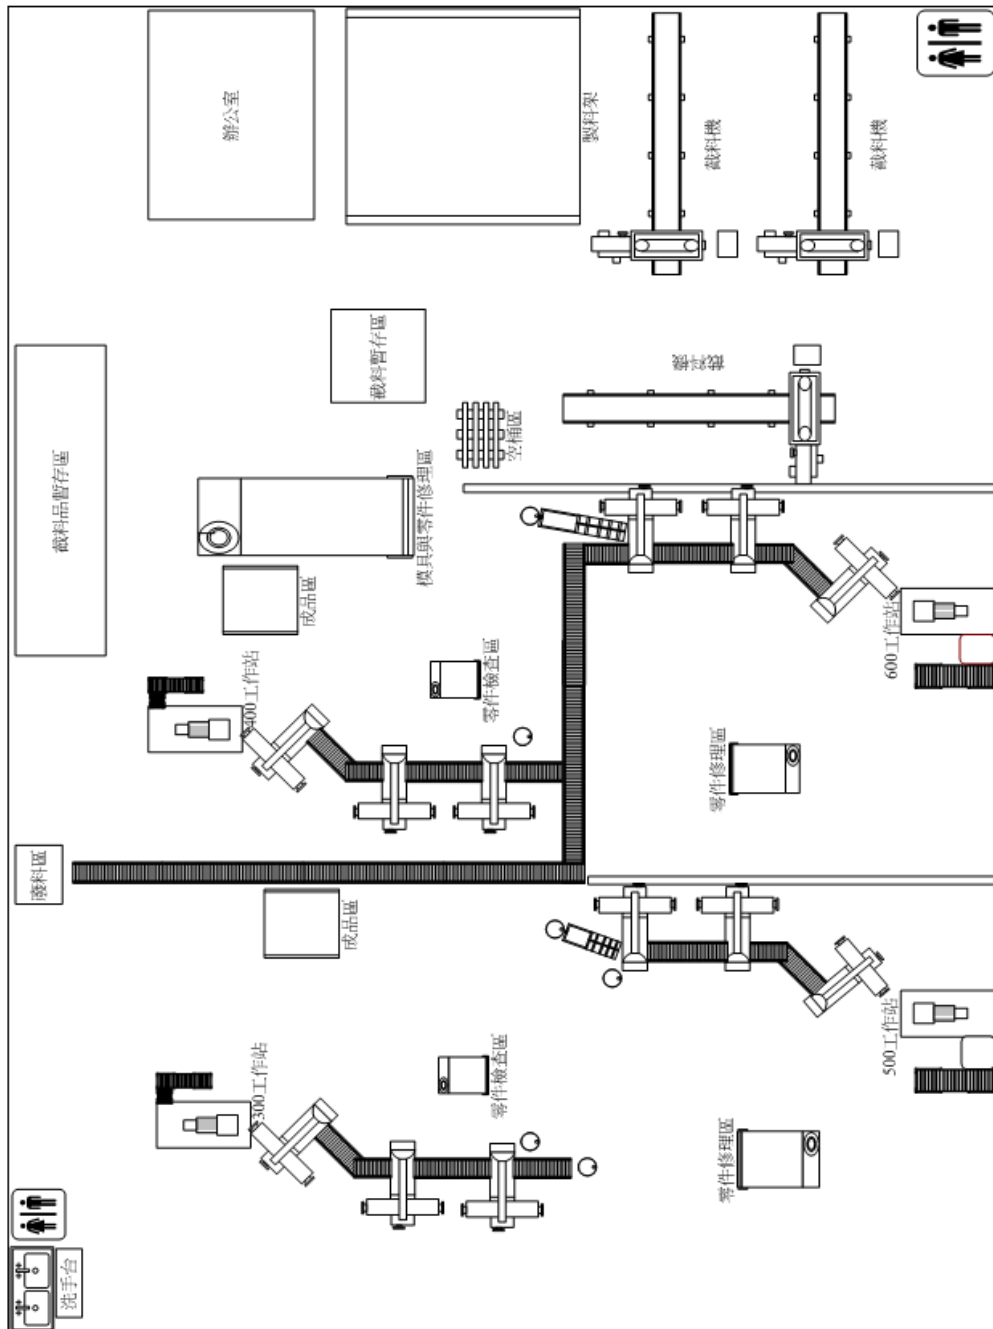 辦公室
製料架
截料機
截料機
截料暫存區
截料機
截料品暫存區
空桶區
模具與零件修理區
成品區
零件檢查區
400工作站
600工作站
零件修理區
廢料區
成品區
500工作站
零件檢查區
300工作站
零件修理區
洗手台